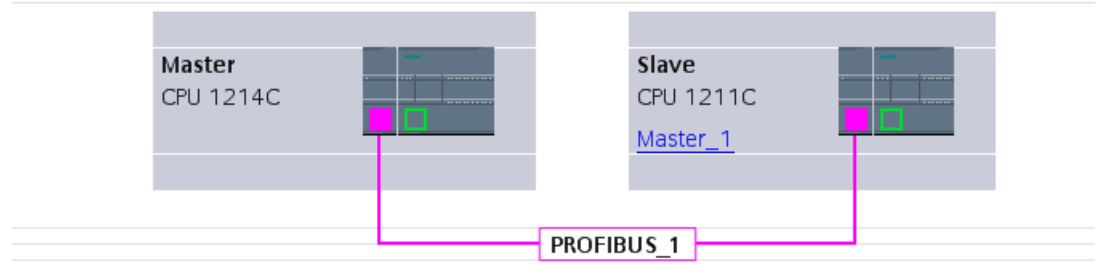 Master
CPU 1214C
Slave
CPU 1211C
Master_1
PROFIBUS_1